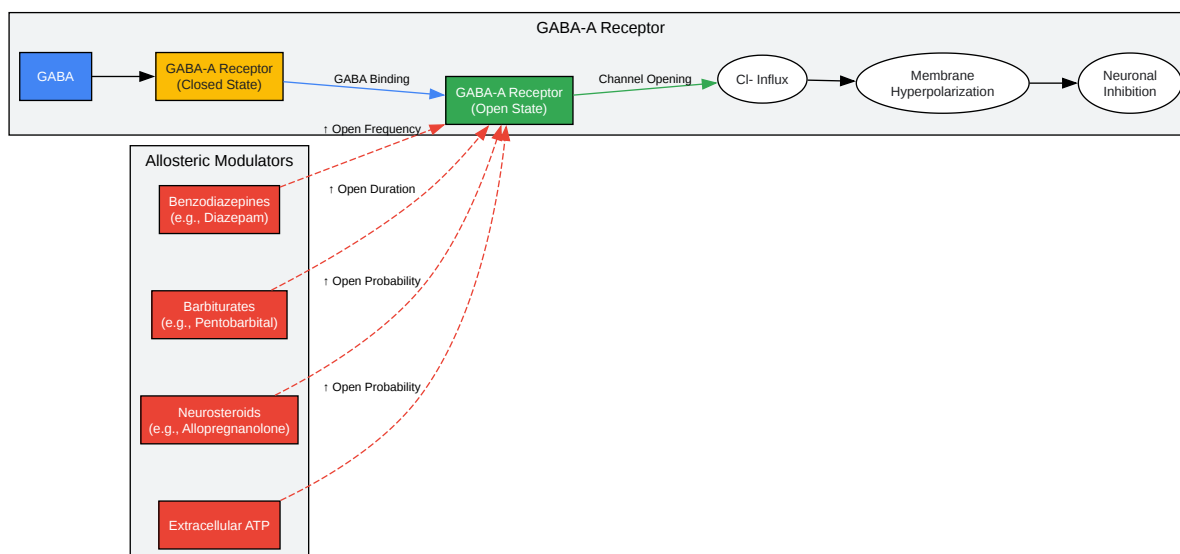 GABA-A Receptor
GABA
GABA-A Receptor
(Closed State)
GABA Binding
GABA-A Receptor
(Open State)
Channel Opening
Cl- Influx
Membrane
Hyperpolarization
Neuronal
Inhibition
↑ Open Frequency
Allosteric Modulators
Benzodiazepines
(e.g., Diazepam)
↑ Open Duration
Barbiturates
(e.g., Pentobarbital)
↑ Open Probability
Neurosteroids
(e.g., Allopregnanolone)
↑ Open Probability
Extracellular ATP